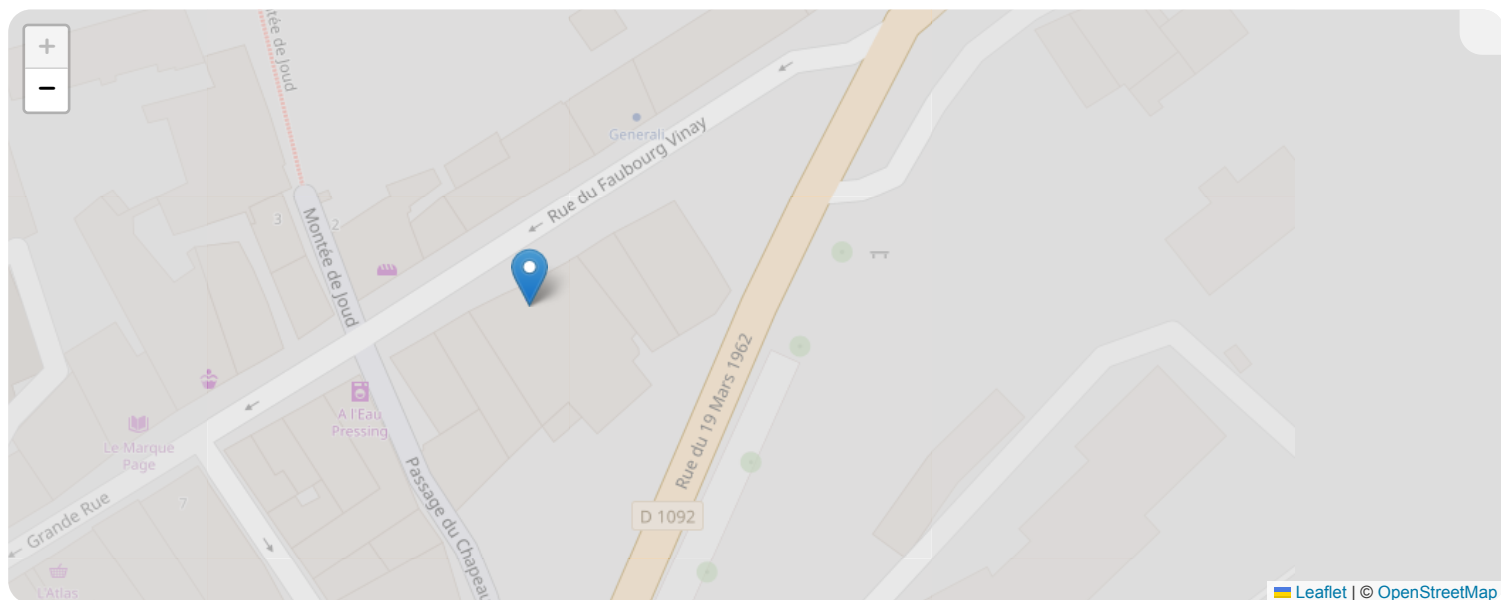 +
−
tée de Joud
Generali
Rue du Faubourg Vinay
3
2
Montée de Joud
Rue du 19 Mars 1962
A l'Eau
Pressing
Le Marque
Page
Passage du Chapeau
7
Grande Rue
D 1092
L'Atlas
Leaflet | © OpenStreetMap